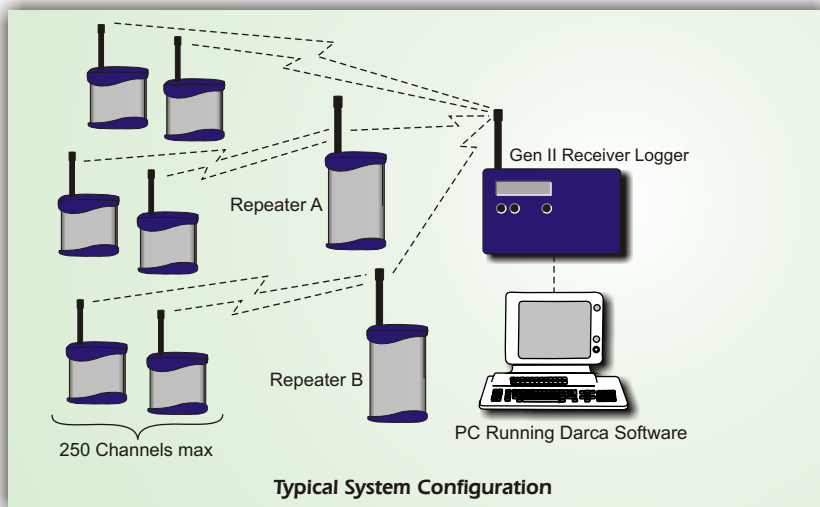 Gen II Receiver Logger
Repeater A
Repeater B
PC Running Darca Software
250 Channels max
Typical System Configuration